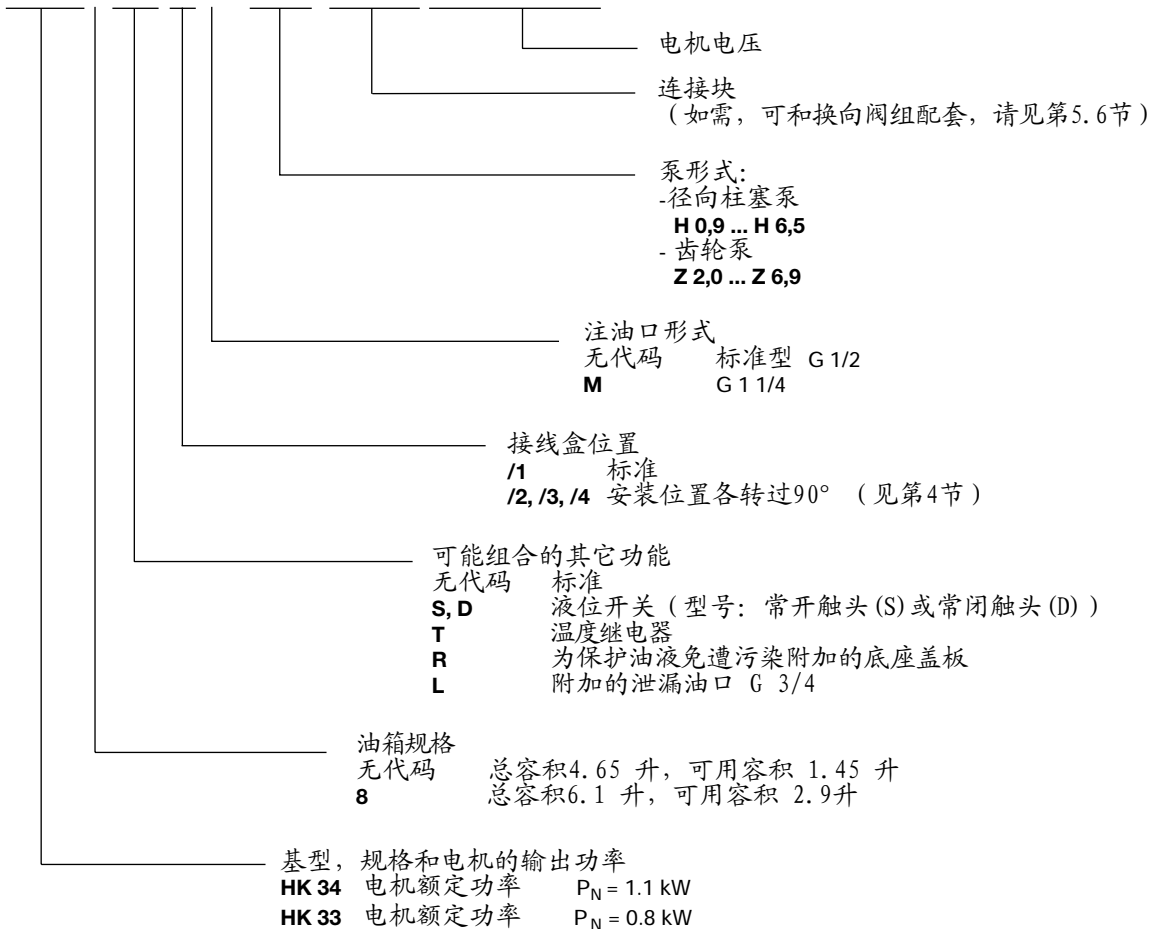 电机电压
连接块
（如需，可和换向阀组配套，请见第5.6节）
泵形式:
-径向柱塞泵
H 0,9 ... H 6,5
- 齿轮泵
Z 2,0 ... Z 6,9
注油口形式
无代码 标准型 G 1/2
M G 1 1/4
接线盒位置
/1 标准
/2, /3, /4 安装位置各转过90° （见第4节）
可能组合的其它功能
无代码 标准
S, D 液位开关（型号: 常开触头(S)或常闭触头(D)）
T 温度继电器
R 为保护油液免遭污染附加的底座盖板
L 附加的泄漏油口 G 3/4
油箱规格
无代码 总容积4.65 升，可用容积 1.45 升
8 总容积6.1 升，可用容积 2.9升
基型，规格和电机的输出功率
HK 34 电机额定功率 P_N = 1.1 kW
HK 33 电机额定功率 P_N = 0.8 kW